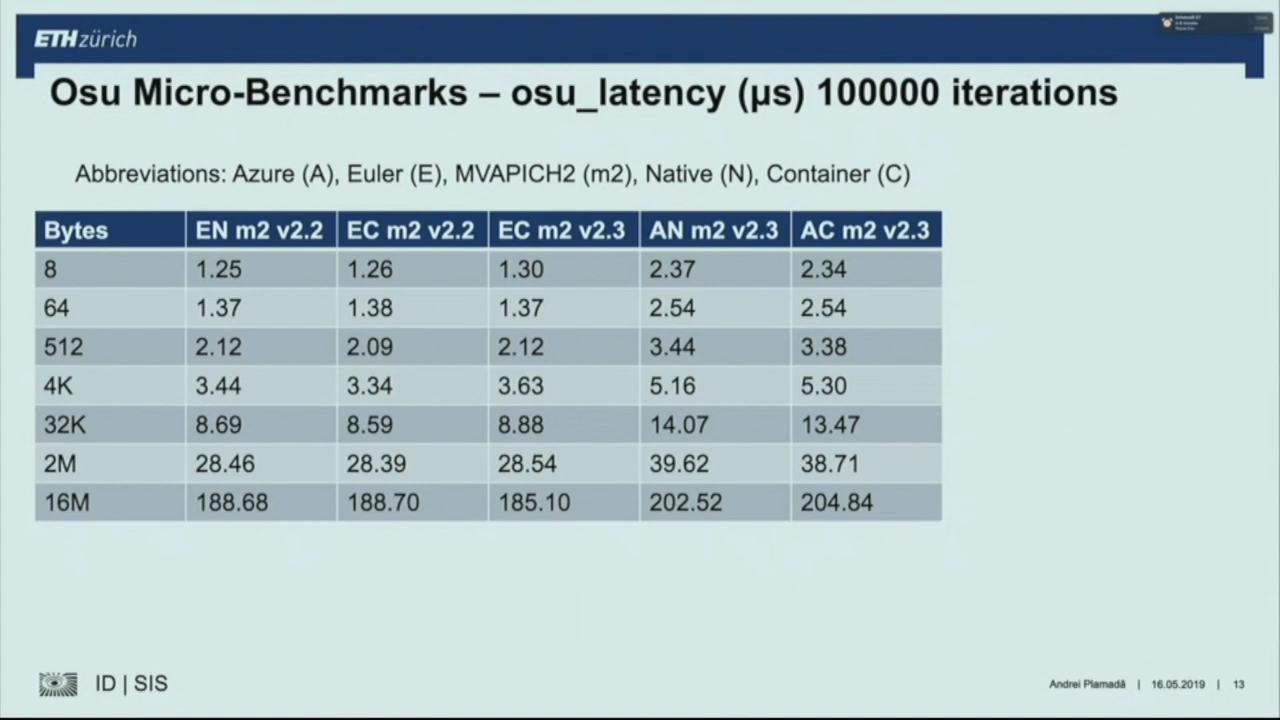 ETH zürich
Osu Micro-Benchmarks – osu_latency (µs) 100000 iterations
Abbreviations: Azure (A), Euler (E), MVAPICH2 (m2), Native (N), Container (C)
Bytes EN m2 v2.2 EC m2 v2.2 EC m2 v2.3 AN m2 v2.3 AC m2 v2.3
8 1.25 1.26 1.30 2.37 2.34
64 1.37 1.38 1.37 2.54 2.54
512 2.12 2.09 2.12 3.44 3.38
4K 3.44 3.34 3.63 5.16 5.30
32K 8.69 8.59 8.88 14.07 13.47
2M 28.46 28.39 28.54 39.62 38.71
16M 188.68 188.70 185.10 202.52 204.84
ID | SIS
Andrei Plamadă | 16.05.2019 | 13